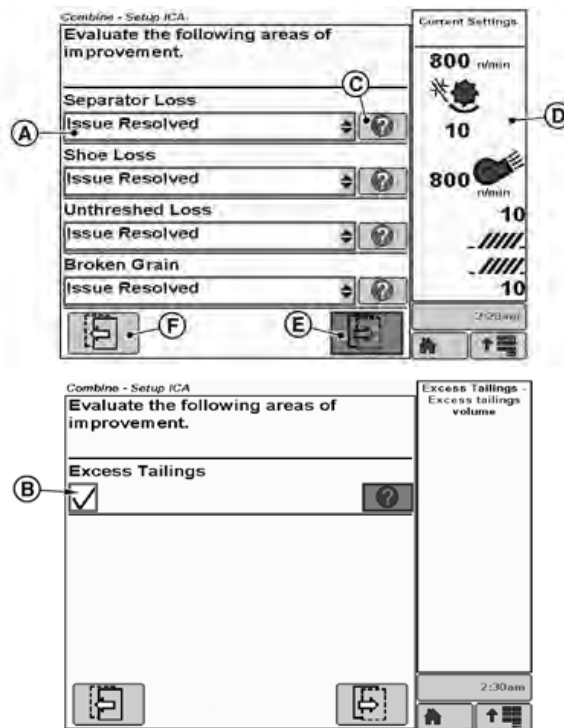 Combine - Setup ICA
Evaluate the following areas of
improvement.
Separator Loss
Issue Resolved
Shoe Loss
Issue Resolved
Unthreshed Loss
Issue Resolved
Broken Grain
Issue Resolved
A
C
F
E
Current Settings
800 n/min
10
800
n/min
10
10
D
2:28am
Combine - Setup ICA
Evaluate the following areas of
improvement.
Excess Tailings
B
Excess Tailings -
Excess tailings
volume
2:30am